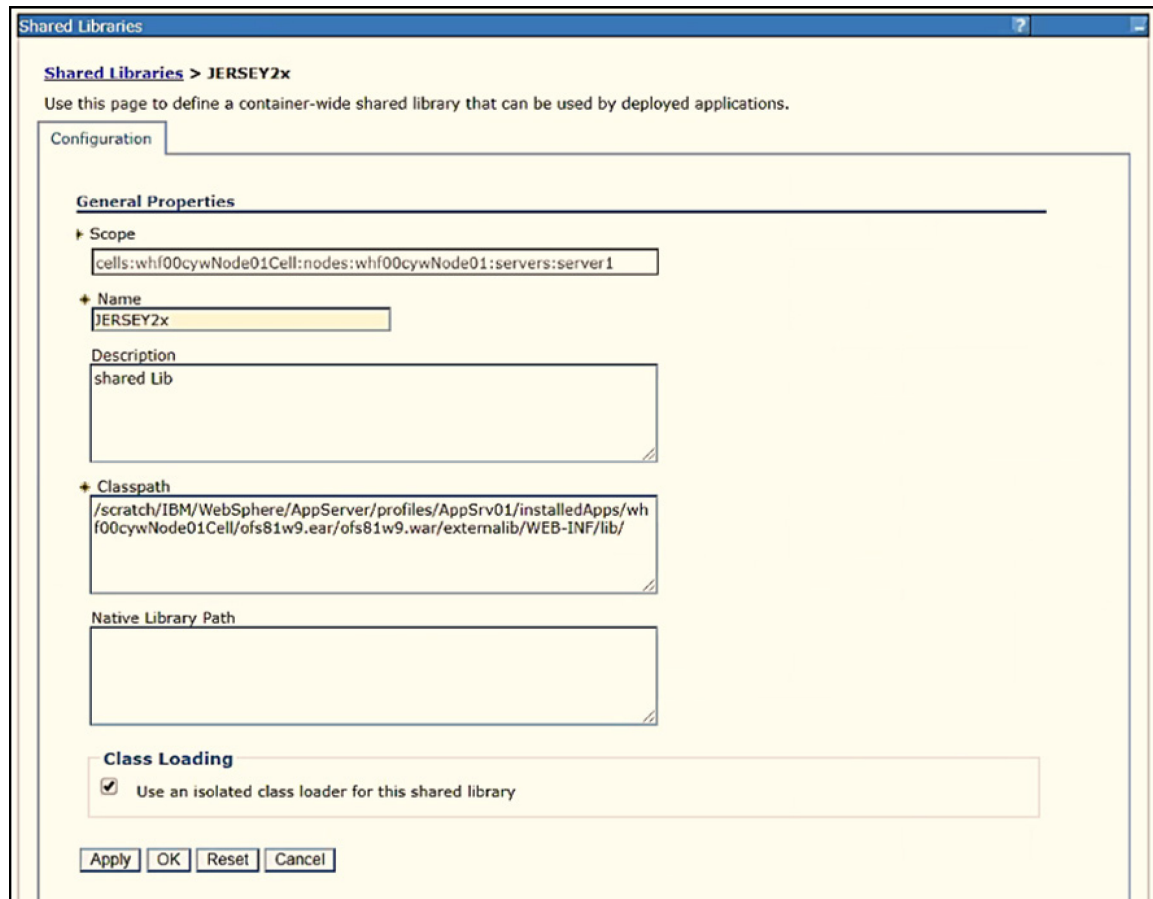 Shared Libraries
?
Shared Libraries > JERSEY2x
Use this page to define a container-wide shared library that can be used by deployed applications.
Configuration
General Properties
Scope
cells:whf00cywNode01Cell:nodes:whf00cywNode01:servers:server1
Name
JERSEY2x
Description
shared Lib
Classpath
/scratch/IBM/WebSphere/AppServer/profiles/AppSrv01/installedApps/wh
f00cywNode01Cell/ofs81w9.ear/ofs81w9.war/externalib/WEB-INF/lib/
Native Library Path
Class Loading
Use an isolated class loader for this shared library
Apply OK Reset Cancel